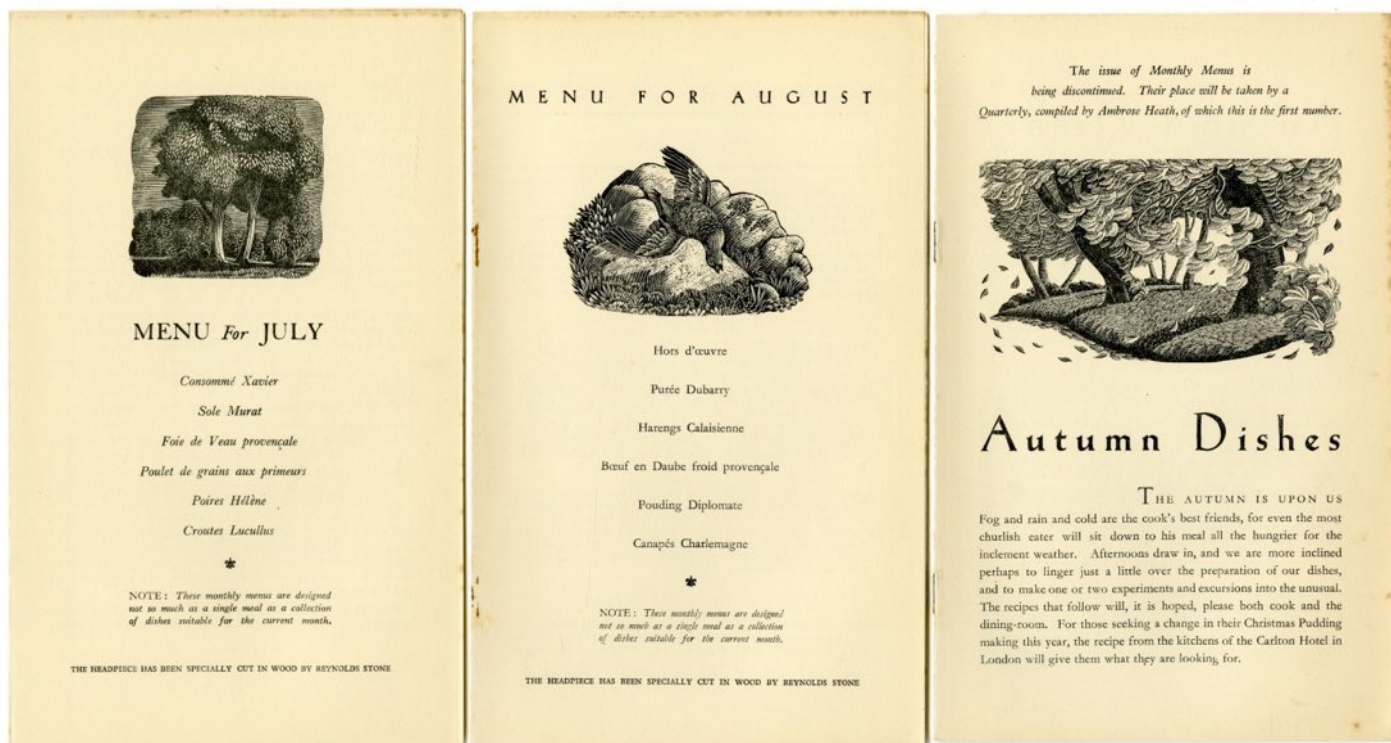 MENU For JULY
Consommé Xavier
Sole Murat
Foie de Veau provençale
Poulet de grains aux primeurs
Poires Hélène
Croutes Lucullus
NOTE : These monthly menus are designed
not so much as a single meal as a collection
of dishes suitable for the current month.
THE HEADPIECE HAS BEEN SPECIALLY CUT IN WOOD BY REYNOLDS STONE
MENU FOR AUGUST
Hors d'œuvre
Purée Dubarry
Harengs Calaisienne
Bœuf en Daube froid provençale
Pouding Diplomate
Canapés Charlemagne
NOTE : These monthly menus are designed
not so much as a single meal as a collection
of dishes suitable for the current month.
THE HEADPIECE HAS BEEN SPECIALLY CUT IN WOOD BY REYNOLDS STONE
The issue of Monthly Menus is
being discontinued. Their place will be taken by a
Quarterly, compiled by Ambrose Heath, of which this is the first number.
Autumn Dishes
THE AUTUMN IS UPON US
Fog and rain and cold are the cook's best friends, for even the most
churlish eater will sit down to his meal all the hungrier for the
inclement weather. Afternoons draw in, and we are more inclined
perhaps to linger just a little over the preparation of our dishes,
and to make one or two experiments and excursions into the unusual.
The recipes that follow will, it is hoped, please both cook and the
dining-room. For those seeking a change in their Christmas Pudding
making this year, the recipe from the kitchens of the Carlton Hotel in
London will give them what they are looking for.